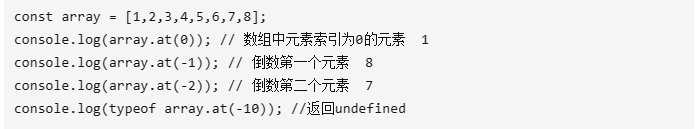 const array = [1,2,3,4,5,6,7,8];
console.log(array.at(0)); // 数组中元素索引为0的元素  1
console.log(array.at(-1)); // 倒数第一个元素  8
console.log(array.at(-2)); // 倒数第二个元素  7
console.log(typeof array.at(-10)); //返回undefined